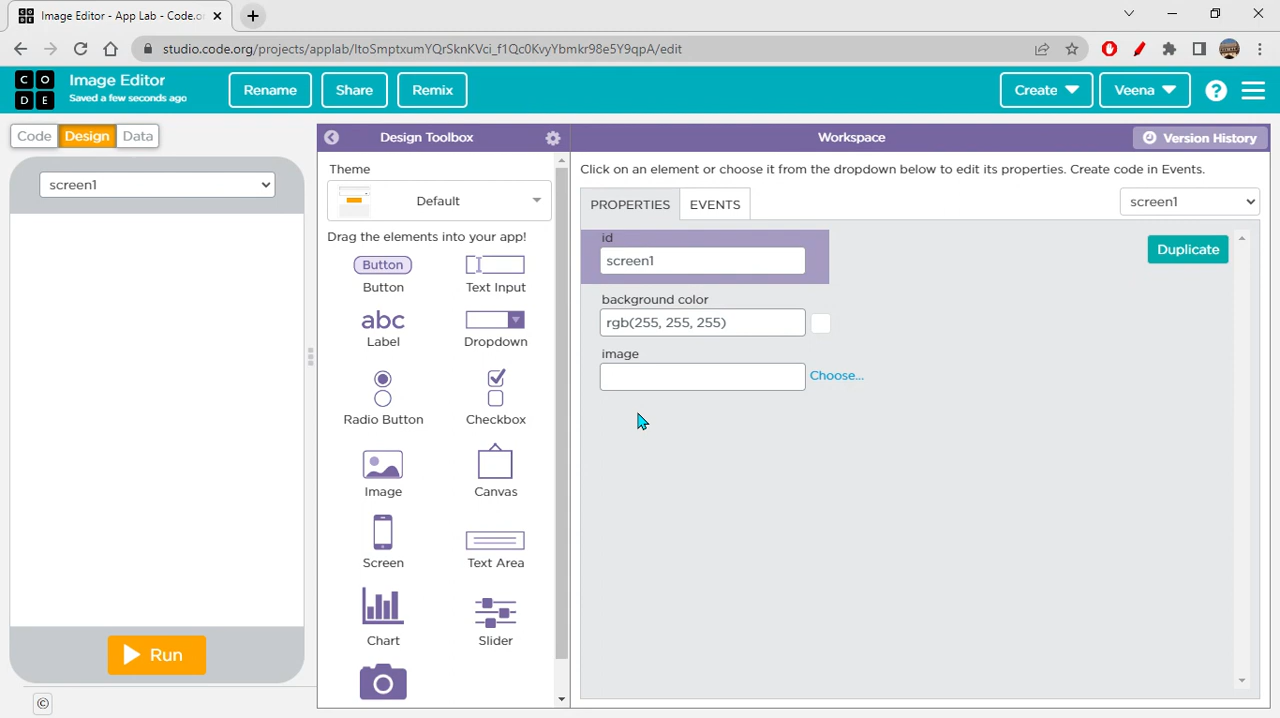 Image Editor - App Lab - Code.or
studio.code.org/projects/applab/ltoSmptxumYQrSknKVci_f1Qc0KvyYbmkr98e5Y9qpA/edit
CODE
Image Editor
Saved a few seconds ago
Rename
Share
Remix
Create
Veena
?
Code
Design
Data
Design Toolbox
Workspace
Version History
screen1
Theme
Default
Drag the elements into your app!
Button
Button
Text Input
abc
Label
Dropdown
Radio Button
Checkbox
Image
Canvas
Screen
Text Area
Chart
Slider
Click on an element or choose it from the dropdown below to edit its properties. Create code in Events.
PROPERTIES
EVENTS
screen1
id
screen1
Duplicate
background color
rgb(255, 255, 255)
image
Choose...
Run
©